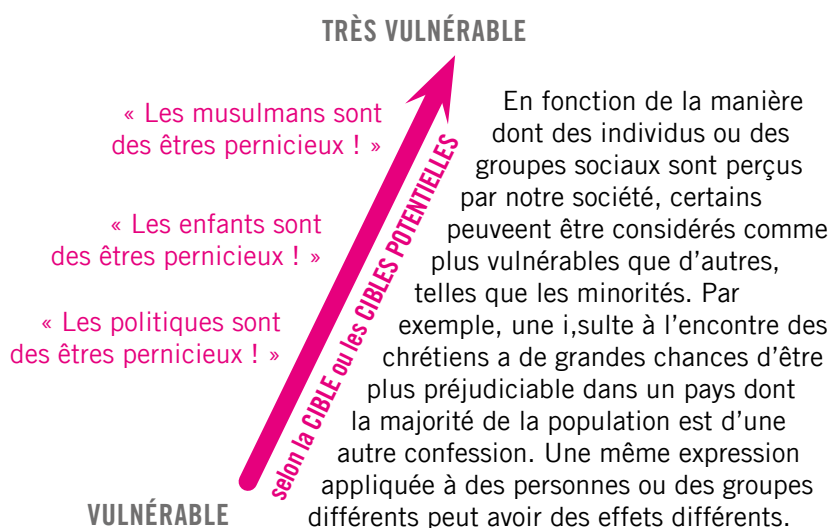 TRÈS VULNÉRABLE
« Les musulmans sont
des êtres pernicieux ! »
« Les enfants sont
des êtres pernicieux ! »
« Les politiques sont
des êtres pernicieux ! »
selon la CIBLE ou les CIBLES POTENTIELLES
VULNÉRABLE
En fonction de la manière
dont des individus ou des
groupes sociaux sont perçus
par notre société, certains
peuveent être considérés comme
plus vulnérables que d’autres,
telles que les minorités. Par
exemple, une i,sulte à l’encontre des
chrétiens a de grandes chances d’être
plus préjudiciable dans un pays dont
la majorité de la population est d’une
autre confession. Une même expression
appliquée à des personnes ou des groupes
différents peut avoir des effets différents.